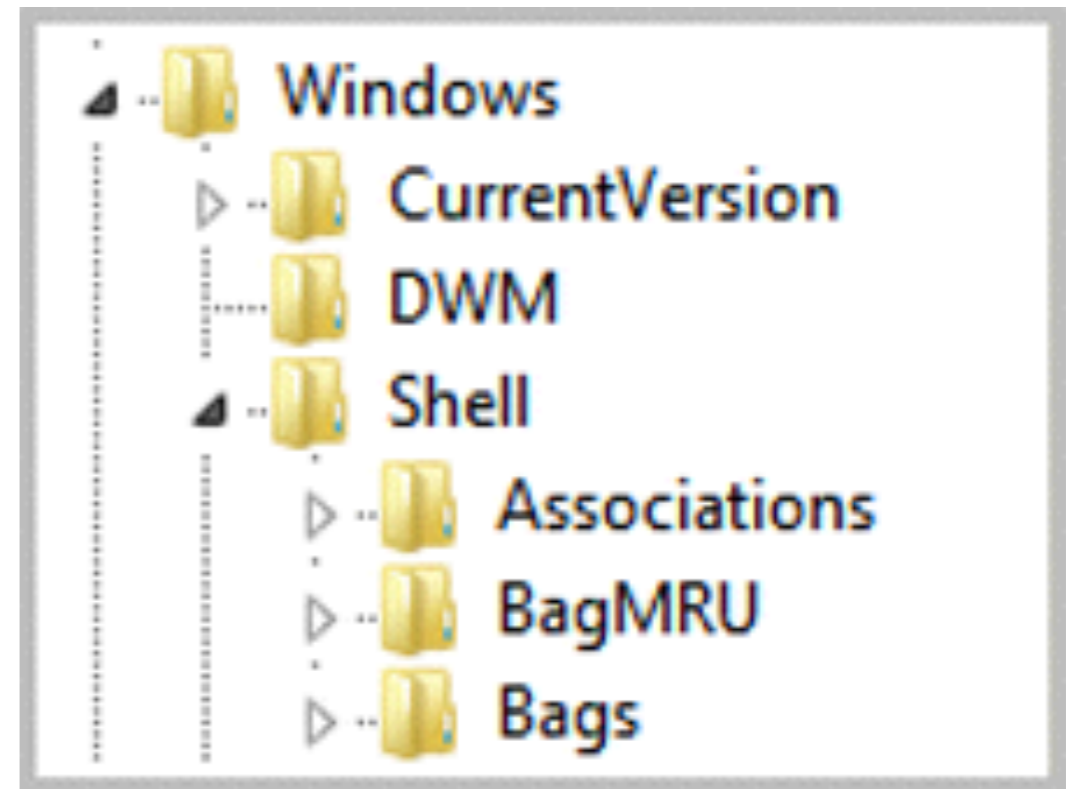 Windows
CurrentVersion
DWM
Shell
Associations
BagMRU
Bags